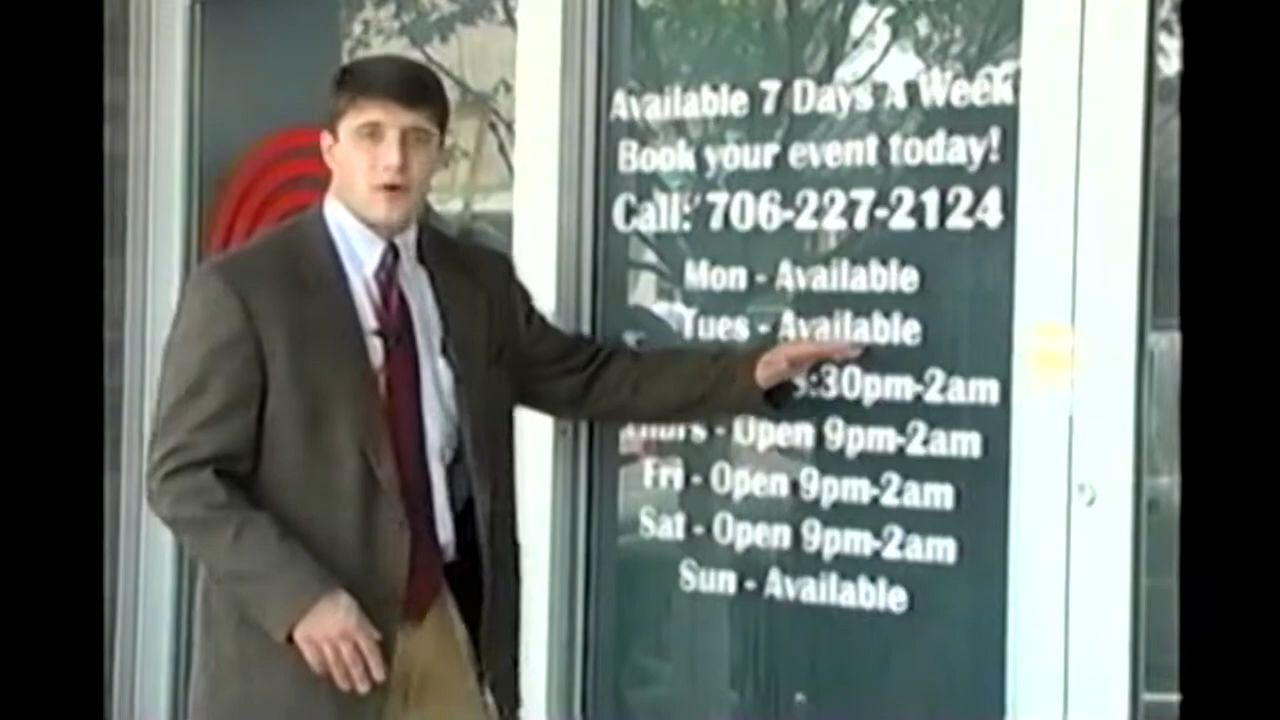 Available 7 Days A Week
Book your event today!
Call: 706-227-2124
Mon - Available
Tues - Available
:30pm-2am
Thurs - Open 9pm-2am
Fri - Open 9pm-2am
Sat - Open 9pm-2am
Sun - Available